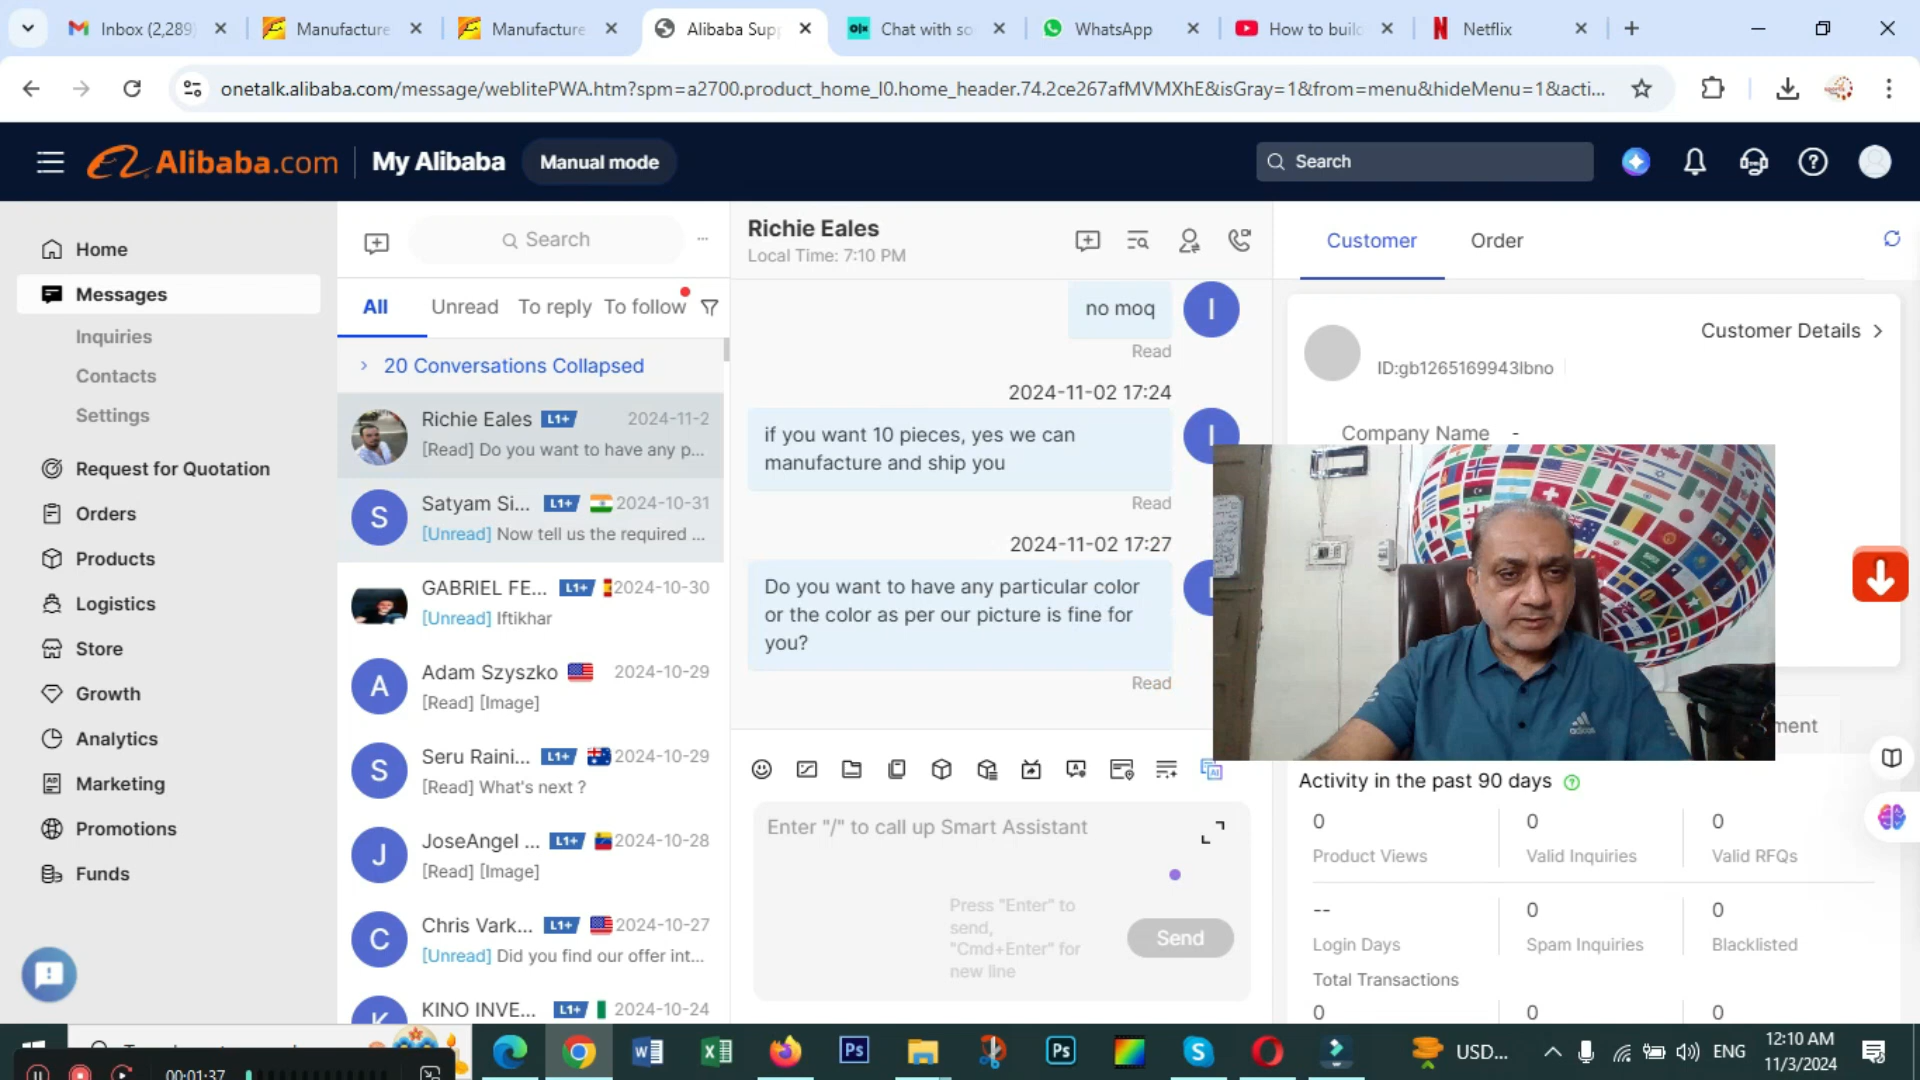 Inbox (2,289)
Manufacture
Manufacture
Alibaba Sup
olx
Chat with so
WhatsApp
How to build
Netflix
onetalk.alibaba.com/message/weblitePWA.htm?spm=a2700.product_home_l0.home_header.74.2ce267afMVMXhE&isGray=1&from=menu&hideMenu=1&acti...
Alibaba.com
My Alibaba
Manual mode
Search
Home
Messages
Inquiries
Contacts
Settings
Request for Quotation
Orders
Products
Logistics
Store
Growth
Analytics
Marketing
Promotions
Funds
Search
All
Unread
To reply
To follow
20 Conversations Collapsed
Richie Eales L1+ 2024-11-2
[Read] Do you want to have any p...
S
Satyam Si... L1+ 2024-10-31
[Unread] Now tell us the required ...
GABRIEL FE... L1+ 2024-10-30
[Unread] Iftikhar
A
Adam Szyszko 2024-10-29
[Read] [Image]
S
Seru Raini... L1+ 2024-10-29
[Read] What's next ?
J
JoseAngel ... L1+ 2024-10-28
[Read] [Image]
C
Chris Vark... L1+ 2024-10-27
[Unread] Did you find our offer int...
K
KINO INVE... L1+ 2024-10-24
Richie Eales
Local Time: 7:10 PM
no moq
I
Read
2024-11-02 17:24
if you want 10 pieces, yes we can
manufacture and ship you
I
Read
2024-11-02 17:27
Do you want to have any particular color
or the color as per our picture is fine for
you?
Read
Enter "/" to call up Smart Assistant
Press "Enter" to
send,
"Cmd+Enter" for
new line
Send
Customer
Order
Customer Details
ID:gb1265169943lbno
Company Name -
adidas
ment
Activity in the past 90 days
0
0
0
Product Views
Valid Inquiries
Valid RFQs
--
0
0
Login Days
Spam Inquiries
Blacklisted
Total Transactions
0
0
0
00:01:37
Ps
Ps
USD...
ENG
12:10 AM
11/3/2024